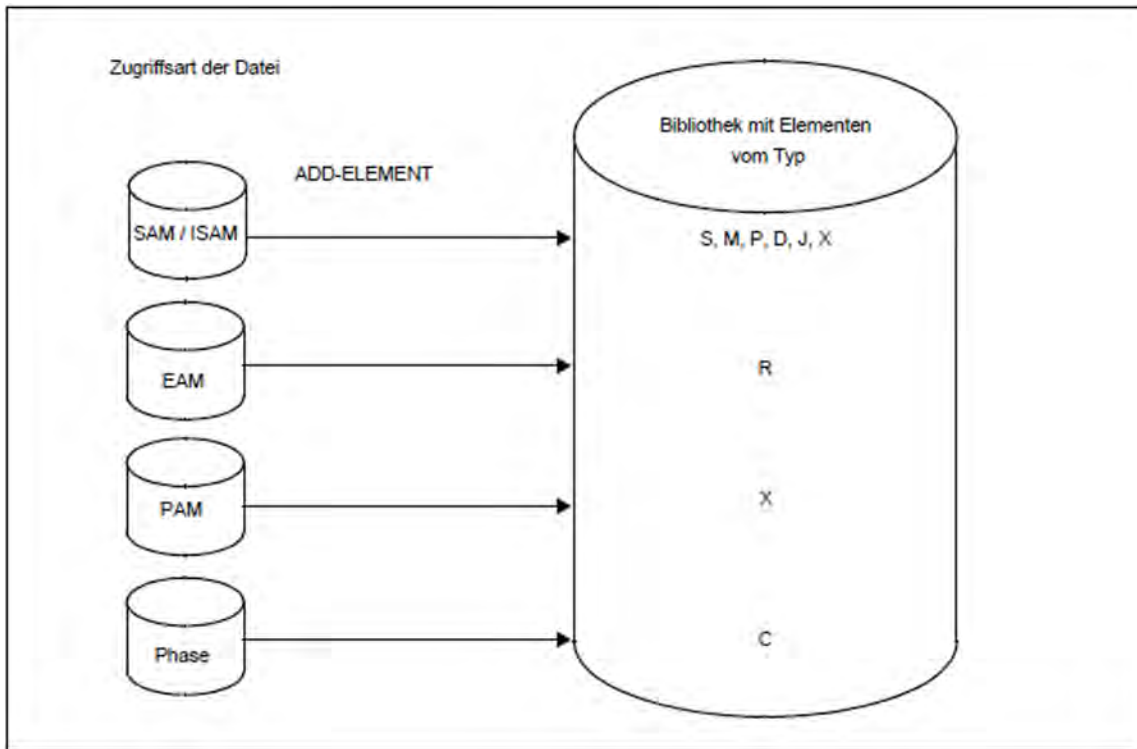 Zugriffsart der Datei
Bibliothek mit Elementen
vom Typ
ADD-ELEMENT
SAM / ISAM
S, M, P, D, J, X
EAM
R
PAM
X
Phase
C